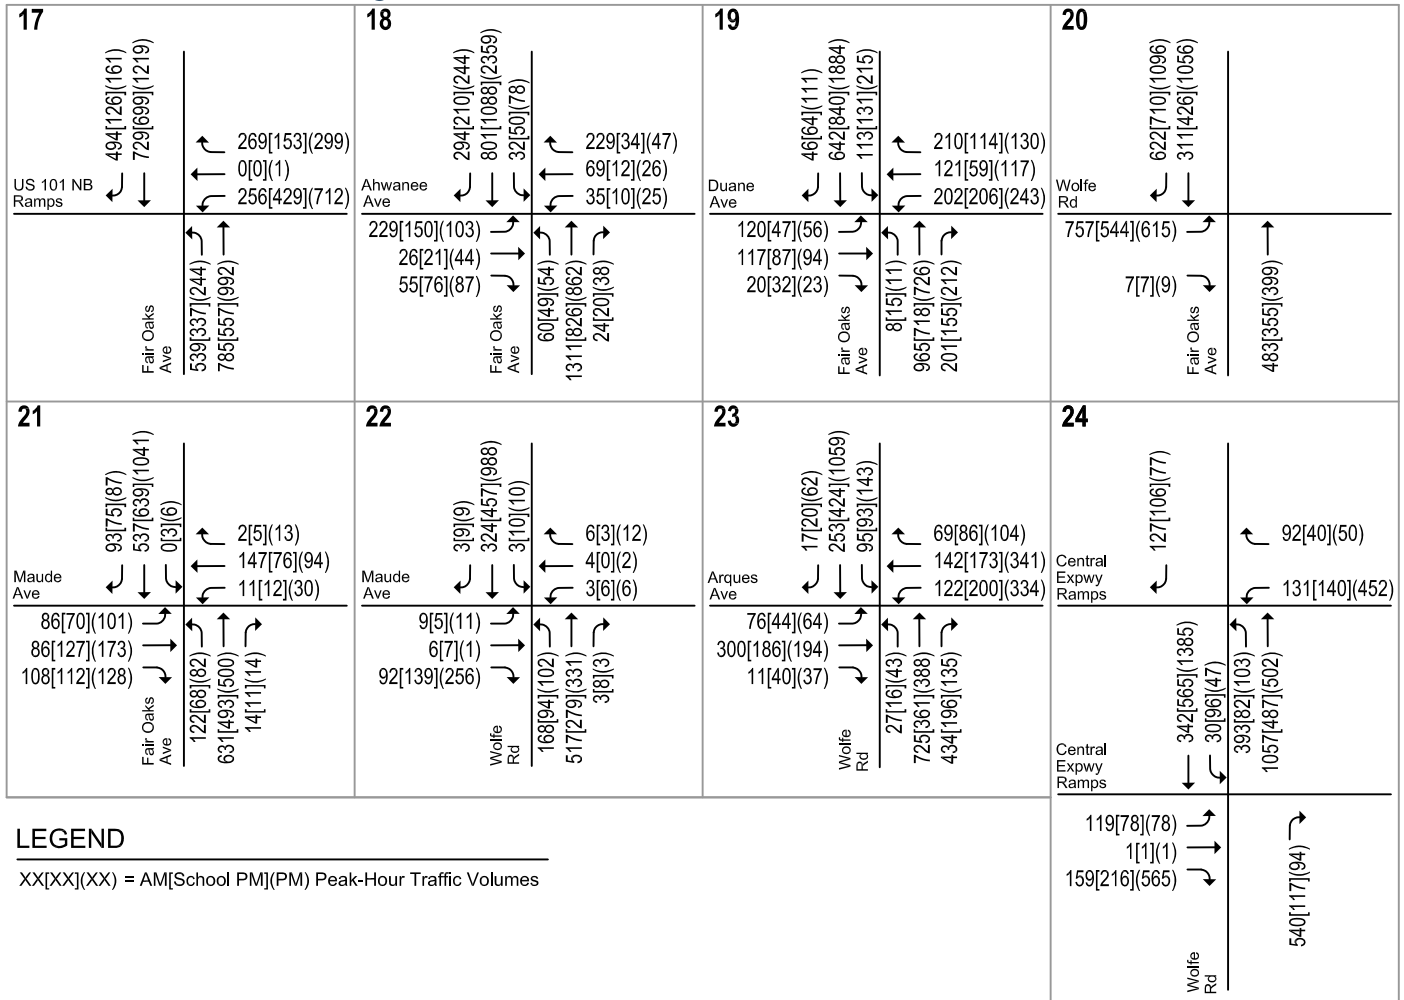 17
494[126](161)
729[699](1219)
269[153](299)
0[0](1)
256[429](712)
US 101 NB
Ramps
Fair Oaks
Ave
539[337](244)
785[557](992)
18
294[210](244)
801[1088](2359)
32[50](78)
229[34](47)
69[12](26)
35[10](25)
Ahwanee
Ave
229[150](103)
26[21](44)
55[76](87)
Fair Oaks
Ave
60[49](54)
1311[826](862)
24[20](38)
19
46[64](111)
642[840](1884)
113[131](215)
210[114](130)
121[59](117)
202[206](243)
Duane
Ave
120[47](56)
117[87](94)
20[32](23)
Fair Oaks
Ave
8[15](11)
965[718](726)
201[155](212)
20
622[710](1096)
311[426](1056)
Wolfe
Rd
757[544](615)
7[7](9)
Fair Oaks
Ave
483[355](399)
21
93[75](87)
537[639](1041)
0[3](6)
2[5](13)
147[76](94)
11[12](30)
Maude
Ave
86[70](101)
86[127](173)
108[112](128)
Fair Oaks
Ave
122[68](82)
631[493](500)
14[11](14)
22
3[9](9)
324[457](988)
3[10](10)
6[3](12)
4[0](2)
3[6](6)
Maude
Ave
9[5](11)
6[7](1)
92[139](256)
Wolfe
Rd
168[94](102)
517[279](331)
3[8](3)
23
17[20](62)
253[424](1059)
95[93](143)
69[86](104)
142[173](341)
122[200](334)
Arques
Ave
76[44](64)
300[186](194)
11[40](37)
Wolfe
Rd
27[16](43)
725[361](388)
434[196](135)
24
127[106](77)
92[40](50)
131[140](452)
Central
Expwy
Ramps
342[565](1385)
30[96](47)
393[82](103)
1057[487](502)
Central
Expwy
Ramps
119[78](78)
1[1](1)
159[216](565)
Wolfe
Rd
540[117](94)
LEGEND
XX[XX](XX) = AM[School PM](PM) Peak-Hour Traffic Volumes